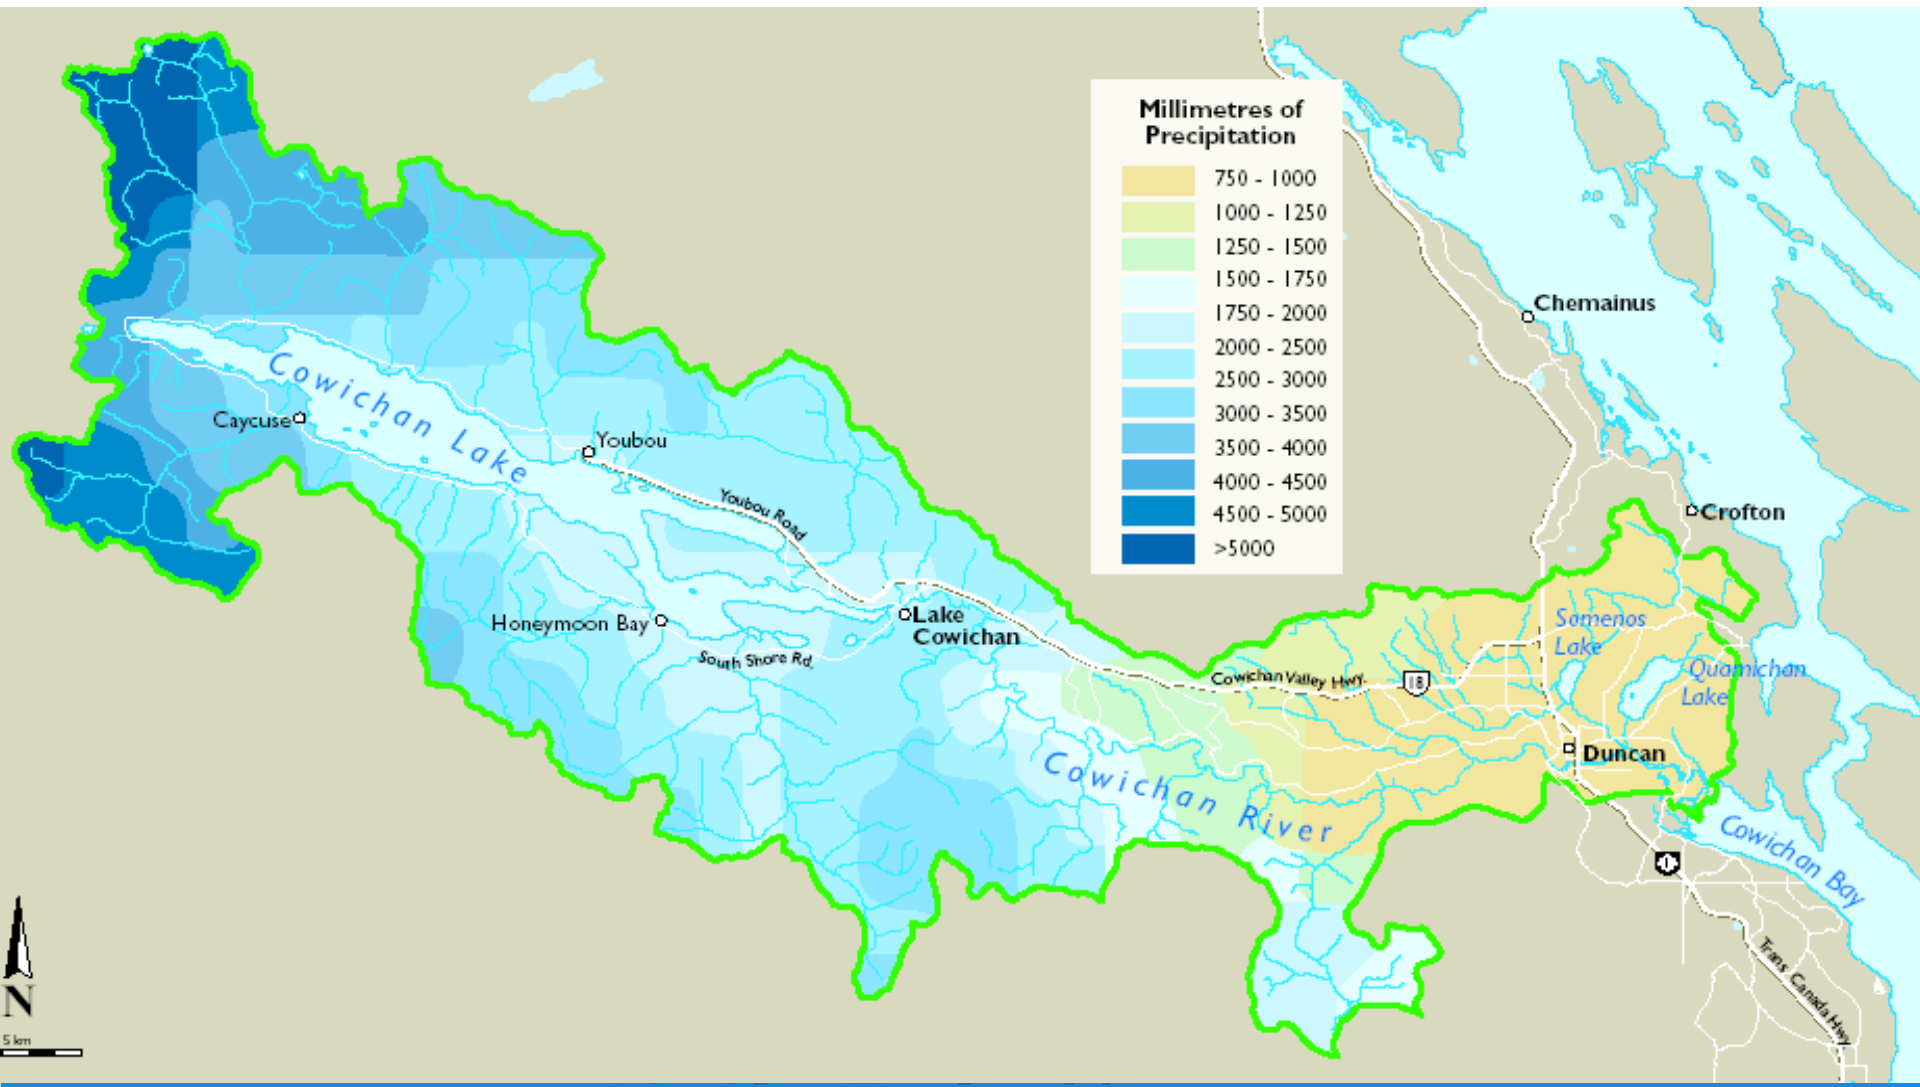 Millimetres of
Precipitation
750 - 1000
1000 - 1250
1250 - 1500
1500 - 1750
1750 - 2000
2000 - 2500
2500 - 3000
3000 - 3500
3500 - 4000
4000 - 4500
4500 - 5000
>5000
Chemainus
Cowichan Lake
Caycuse
Youbou
Youbou Road
Crofton
Honeymoon Bay
Lake
Cowichan
South Shore Rd.
Somenos
Lake
Cowichan Valley Hwy.
18
Quamichan
Lake
Duncan
Cowichan River
Cowichan Bay
1
Trans Canada Hwy.
N
5 km